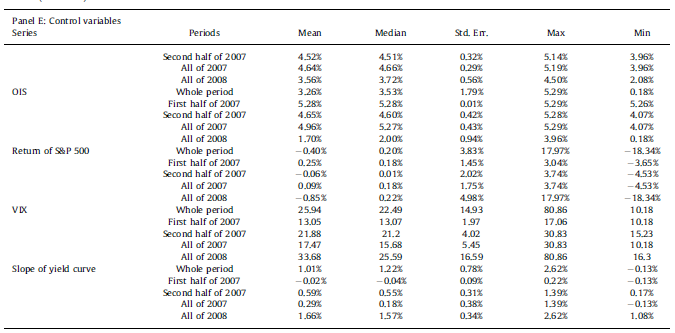 Panel E: Control variables
Series Periods Mean Median Std. Err. Max Min
Second half of 2007 4.52% 4.51% 0.32% 5.14% 3.96%
All of 2007 4.64% 4.66% 0.29% 5.19% 3.96%
All of 2008 3.56% 3.72% 0.56% 4.50% 2.08%
OIS Whole period 3.26% 3.53% 1.79% 5.29% 0.18%
First half of 2007 5.28% 5.28% 0.01% 5.29% 5.26%
Second half of 2007 4.65% 4.60% 0.42% 5.28% 4.07%
All of 2007 4.96% 5.27% 0.43% 5.29% 4.07%
All of 2008 1.70% 2.00% 0.94% 3.96% 0.18%
Return of S&P 500 Whole period −0.40% 0.20% 3.83% 17.97% −18.34%
First half of 2007 0.25% 0.18% 1.45% 3.04% −3.65%
Second half of 2007 −0.06% 0.01% 2.02% 3.74% −4.53%
All of 2007 0.09% 0.18% 1.75% 3.74% −4.53%
All of 2008 −0.85% 0.22% 4.98% 17.97% −18.34%
VIX Whole period 25.94 22.49 14.93 80.86 10.18
First half of 2007 13.05 13.07 1.97 17.06 10.18
Second half of 2007 21.88 21.2 4.02 30.83 15.23
All of 2007 17.47 15.68 5.45 30.83 10.18
All of 2008 33.68 25.59 16.59 80.86 16.3
Slope of yield curve Whole period 1.01% 1.22% 0.78% 2.62% −0.13%
First half of 2007 −0.02% −0.04% 0.09% 0.22% −0.13%
Second half of 2007 0.59% 0.55% 0.31% 1.39% 0.17%
All of 2007 0.29% 0.18% 0.38% 1.39% −0.13%
All of 2008 1.66% 1.57% 0.34% 2.62% 1.08%